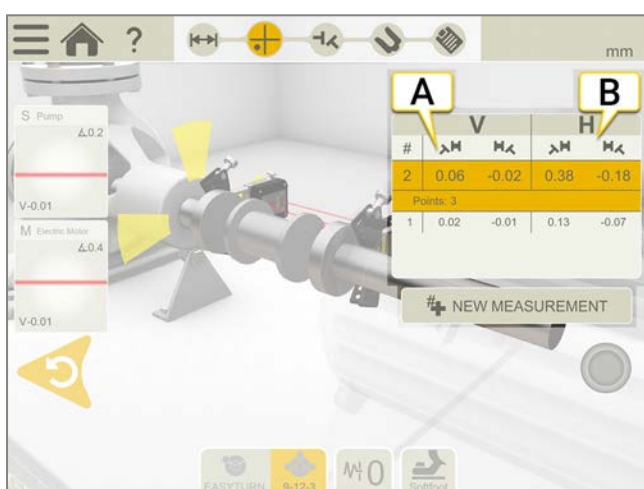 ?
mm
A
B
S Pump
∡0.2
V-0.01
V H
#
2 0.06 -0.02 0.38 -0.18
Points: 3
1 0.02 -0.01 0.13 -0.07
M Electric Motor
∡0.4
V-0.01
# NEW MEASUREMENT
0
EASYTURN 9-12-3 Softfoot